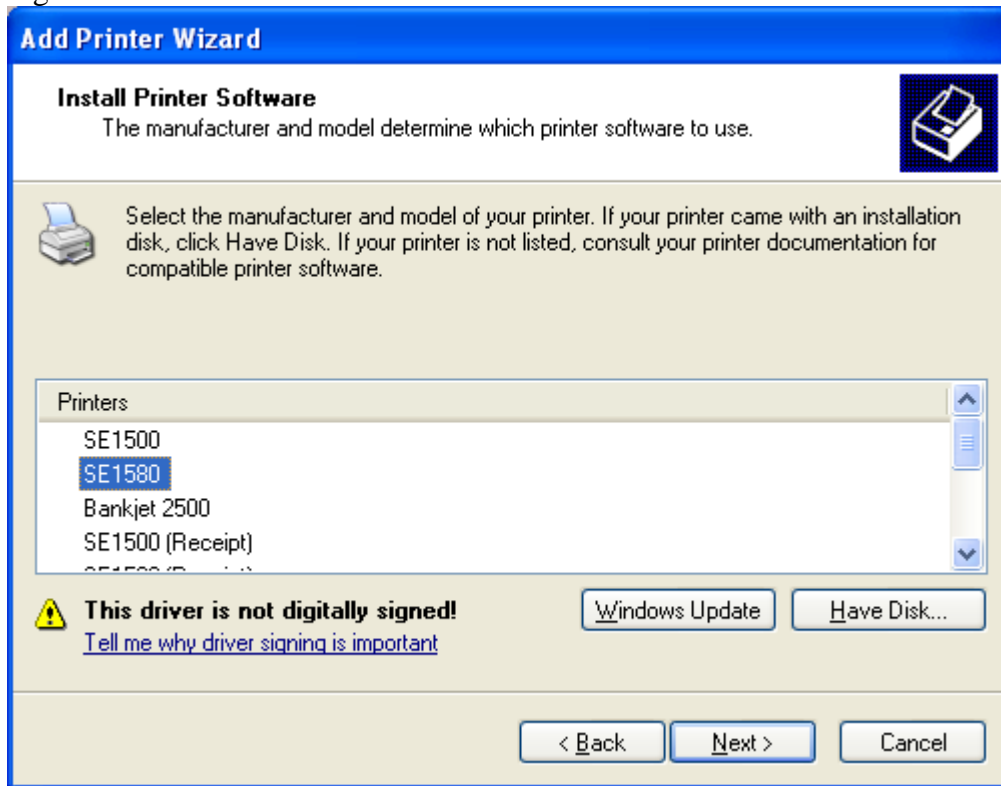 Add Printer Wizard
Install Printer Software
The manufacturer and model determine which printer software to use.
Select the manufacturer and model of your printer. If your printer came with an installation
disk, click Have Disk. If your printer is not listed, consult your printer documentation for
compatible printer software.
Printers
SE1500
SE1580
Bankjet 2500
SE1500 (Receipt)
This driver is not digitally signed!
Windows Update
Have Disk...
Tell me why driver signing is important
< Back
Next >
Cancel